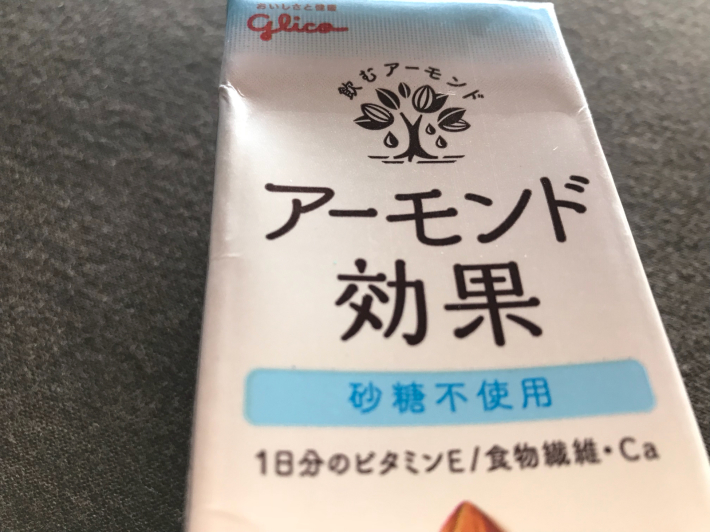 おいしさと健康
glico
飲むアーモンド
アーモンド
効果
砂糖不使用
1日分のビタミンE/食物繊維・Ca